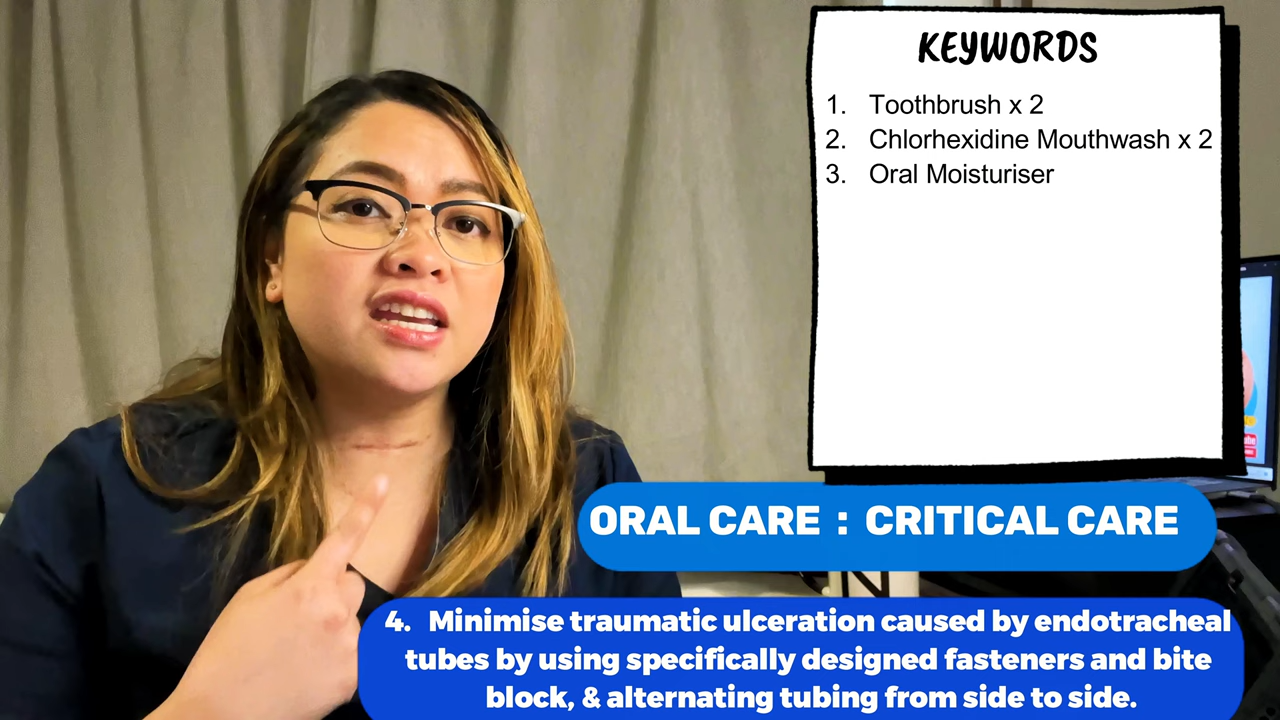 KEYWORDS
1. Toothbrush x 2
2. Chlorhexidine Mouthwash x 2
3. Oral Moisturiser
ORAL CARE : CRITICAL CARE
4. Minimise traumatic ulceration caused by endotracheal
tubes by using specifically designed fasteners and bite
block, & alternating tubing from side to side.